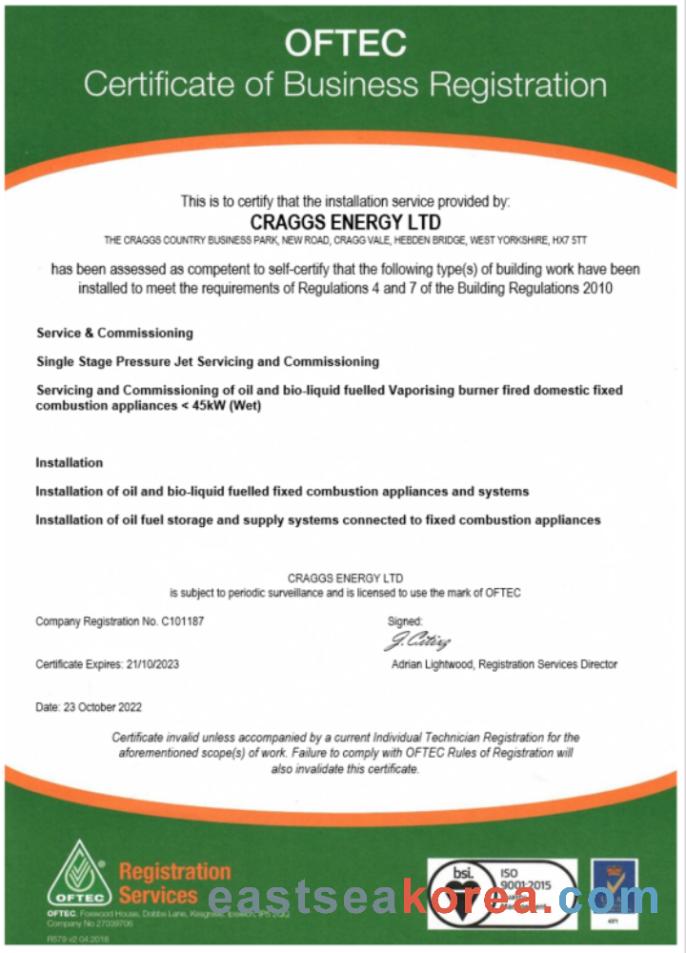 OFTEC
Certificate of Business Registration
This is to certify that the installation service provided by:
CRAGGS ENERGY LTD
THE CRAGGS COUNTRY BUSINESS PARK, NEW ROAD, CRAGG VALE, HEBDEN BRIDGE, WEST YORKSHIRE, HX7 5TT
has been assessed as competent to self-certify that the following type(s) of building work have been
installed to meet the requirements of Regulations 4 and 7 of the Building Regulations 2010
Service & Commissioning
Single Stage Pressure Jet Servicing and Commissioning
Servicing and Commissioning of oil and bio-liquid fuelled Vaporising burner fired domestic fixed
combustion appliances < 45kW (Wet)
Installation
Installation of oil and bio-liquid fuelled fixed combustion appliances and systems
Installation of oil fuel storage and supply systems connected to fixed combustion appliances
CRAGGS ENERGY LTD
is subject to periodic surveillance and is licensed to use the mark of OFTEC
Company Registration No. C101187
Signed:
Certificate Expires: 21/10/2023
Adrian Lightwood, Registration Services Director
Date: 23 October 2022
Certificate invalid unless accompanied by a current Individual Technician Registration for the
aforementioned scope(s) of work. Failure to comply with OFTEC Rules of Registration will
also invalidate this certificate.
OFTEC
®
Registration
Services
bsi.
ISO
9001:2015
eastseakorea.com
OFTEC, Foxwood House, Dobbs Lane, Kesgrave, Ipswich, IP5 2QQ
Company No 27039706
R579 v2 04.2018